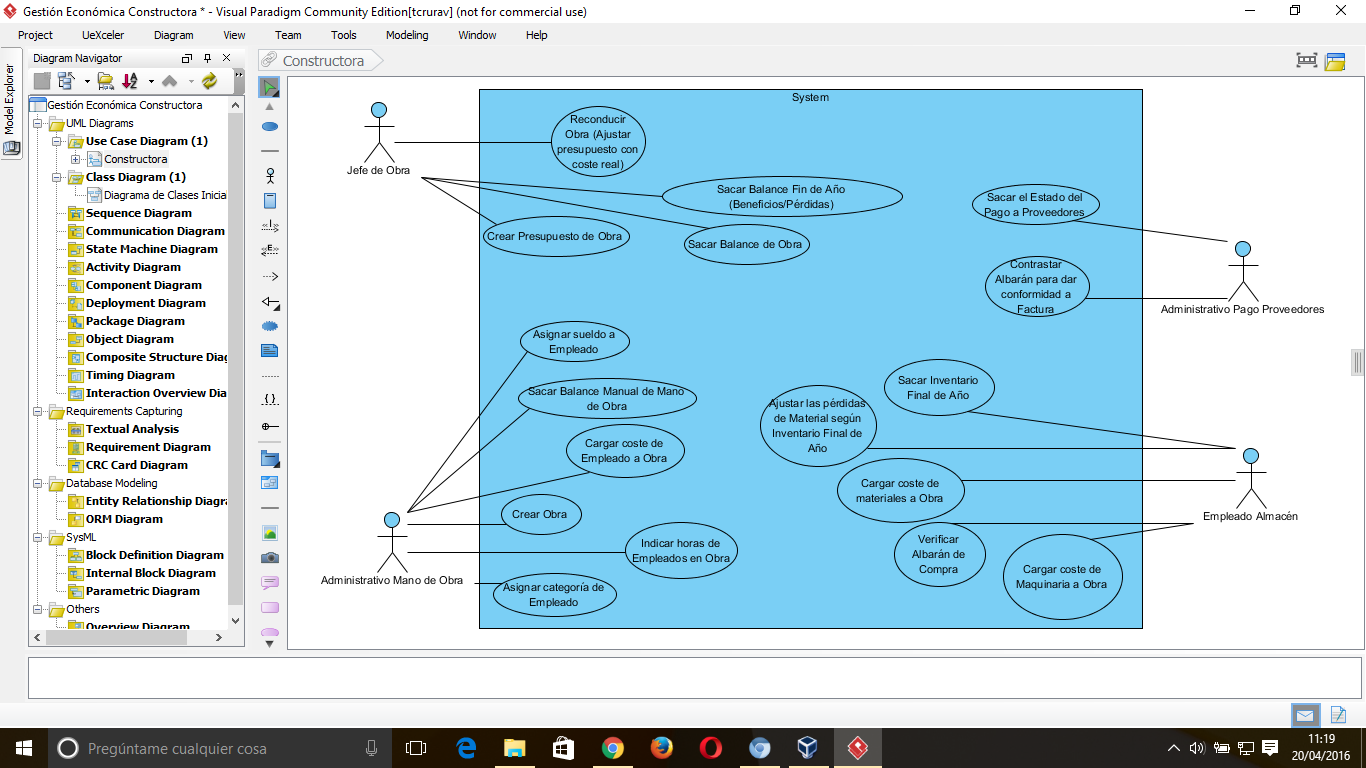 Gestión Económica Constructora * - Visual Paradigm Community Edition[tcrurav] (not for commercial use)
Project UeXceler Diagram View Team Tools Modeling Window Help
Model Explorer
Diagram Navigator
Gestión Económica Constructora
UML Diagrams
Use Case Diagram (1)
Constructora
Class Diagram (1)
Diagrama de Clases Inicial
Sequence Diagram
Communication Diagram
State Machine Diagram
Activity Diagram
Component Diagram
Deployment Diagram
Package Diagram
Object Diagram
Composite Structure Diag
Timing Diagram
Interaction Overview Dia
Requirements Capturing
Textual Analysis
Requirement Diagram
CRC Card Diagram
Database Modeling
Entity Relationship Diagra
ORM Diagram
SysML
Block Definition Diagram
Internal Block Diagram
Parametric Diagram
Others
Overview Diagram
Constructora
System
Jefe de Obra
Reconducir
Obra (Ajustar
presupuesto con
coste real)
Sacar Balance Fin de Año
(Beneficios/Pérdidas)
Crear Presupuesto de Obra
Sacar Balance de Obra
Sacar el Estado del
Pago a Proveedores
Contrastar
Albarán para dar
conformidad a
Factura
Administrativo Pago Proveedores
Asignar sueldo a
Empleado
Sacar Balance Manual de Mano
de Obra
Cargar coste de
Empleado a Obra
Crear Obra
Indicar horas de
Empleados en Obra
Asignar categoría de
Empleado
Administrativo Mano de Obra
Sacar Inventario
Final de Año
Ajustar las pérdidas
de Material según
Inventario Final de
Año
Cargar coste de
materiales a Obra
Verificar
Albarán de
Compra
Cargar coste de
Maquinaria a Obra
Empleado Almacén
Pregúntame cualquier cosa
11:19
20/04/2016